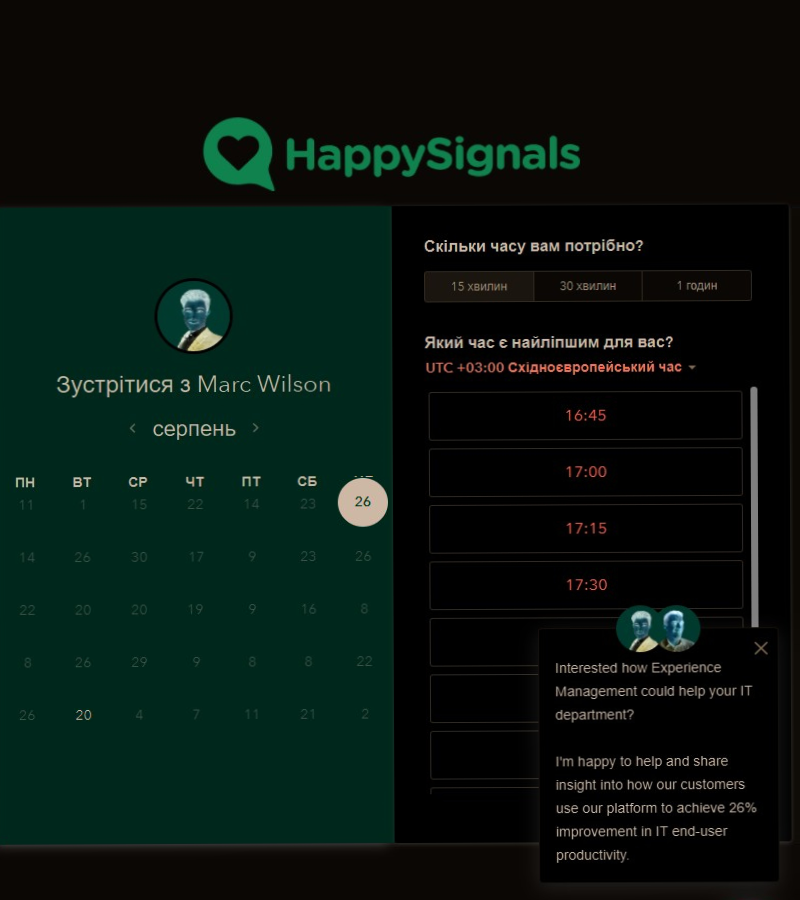 HappySignals
Зустрітися з Marc Wilson
серпень
ПН ВТ СР ЧТ ПТ СБ
11 1 15 22 14 23 26
14 26 30 17 9 23 26
22 20 20 19 9 16 8
8 26 29 9 8 8 22
26 20 4 7 11 21 2
Скільки часу вам потрібно?
15 хвилин 30 хвилин 1 годин
Який час є найліпшим для вас?
UTC +03:00 Східноєвропейський час
16:45
17:00
17:15
17:30
Interested how Experience
Management could help your IT
department?
I'm happy to help and share
insight into how our customers
use our platform to achieve 26%
improvement in IT end-user
productivity.